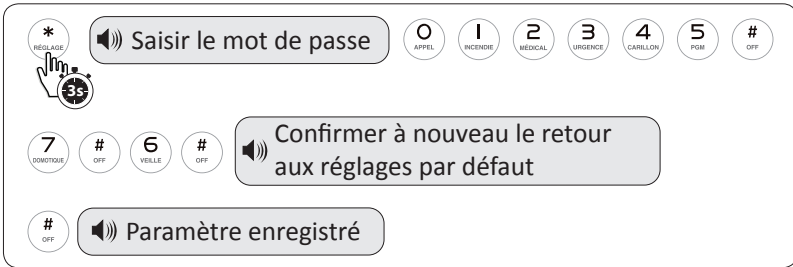 * RÉGLAGE 3s Saisir le mot de passe 0 APPEL 1 INCENDIE 2 MÉDICAL 3 URGENCE 4 CARILLON 5 PGM # OFF
7 DOMOTIQUE # OFF 6 VEILLE # OFF Confirmer à nouveau le retour
aux réglages par défaut
# OFF Paramètre enregistré